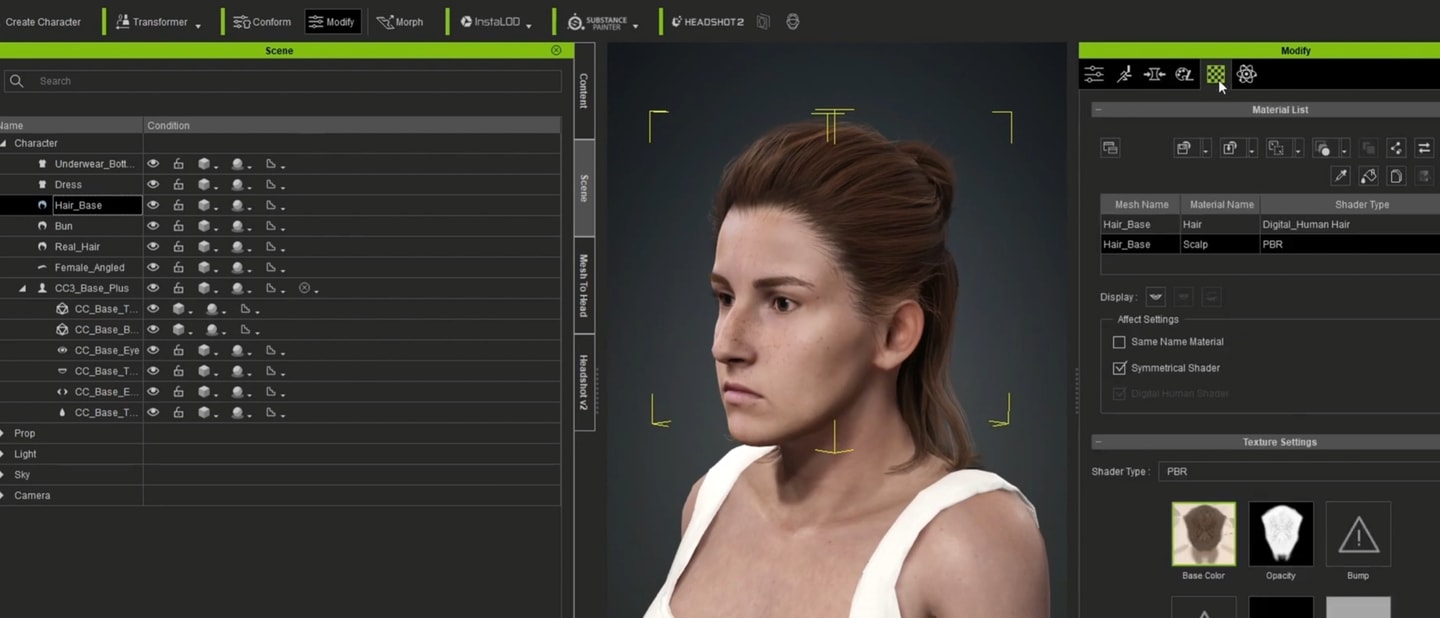 Create Character Transformer Conform Modify Morph InstaLOD SUBSTANCE PAINTER HEADSHOT 2
Scene
Search
Name Condition
Character
Underwear_Bott...
Dress
Hair_Base
Bun
Real_Hair
Female_Angled
CC3_Base_Plus
CC_Base_T...
CC_Base_B...
CC_Base_Eye
CC_Base_T...
CC_Base_E...
CC_Base_T...
Prop
Light
Sky
Camera
Content
Scene
Mesh To Head
Headshot v2
Modify
Material List
Mesh Name Material Name Shader Type
Hair_Base Hair Digital_Human Hair
Hair_Base Scalp PBR
Display :
Affect Settings
Same Name Material
Symmetrical Shader
Digital Human Shader
Texture Settings
Shader Type : PBR
Base Color Opacity Bump